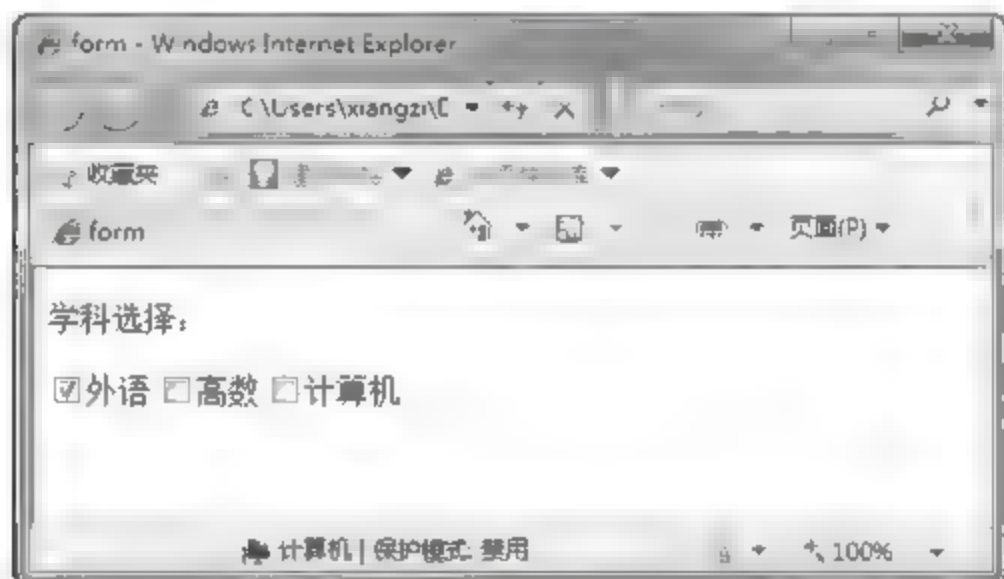 form - Windows Internet Explorer
C:\Users\xiangzi\D
收藏夹
form
页面(P)
学科选择：
外语 高数 计算机
计算机 | 保护模式: 禁用
100%